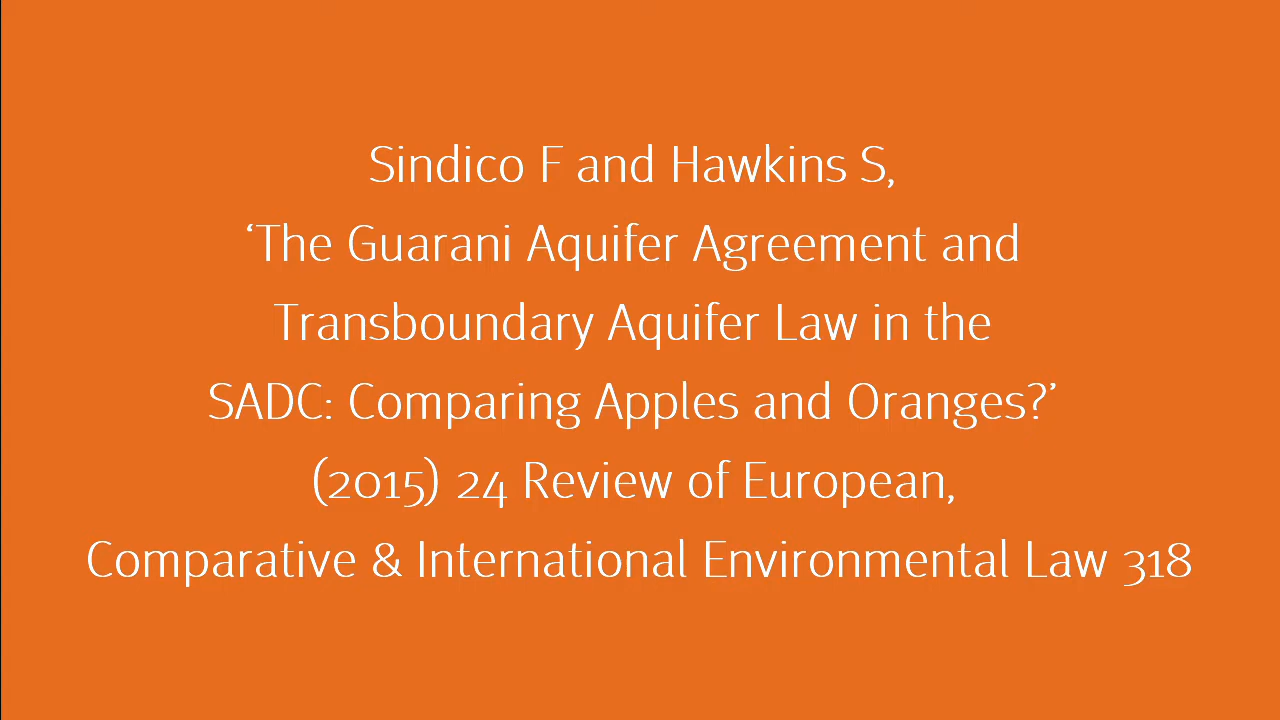 Sindico F and Hawkins S,
‘The Guarani Aquifer Agreement and
Transboundary Aquifer Law in the
SADC: Comparing Apples and Oranges?’
(2015) 24 Review of European,
Comparative & International Environmental Law 318